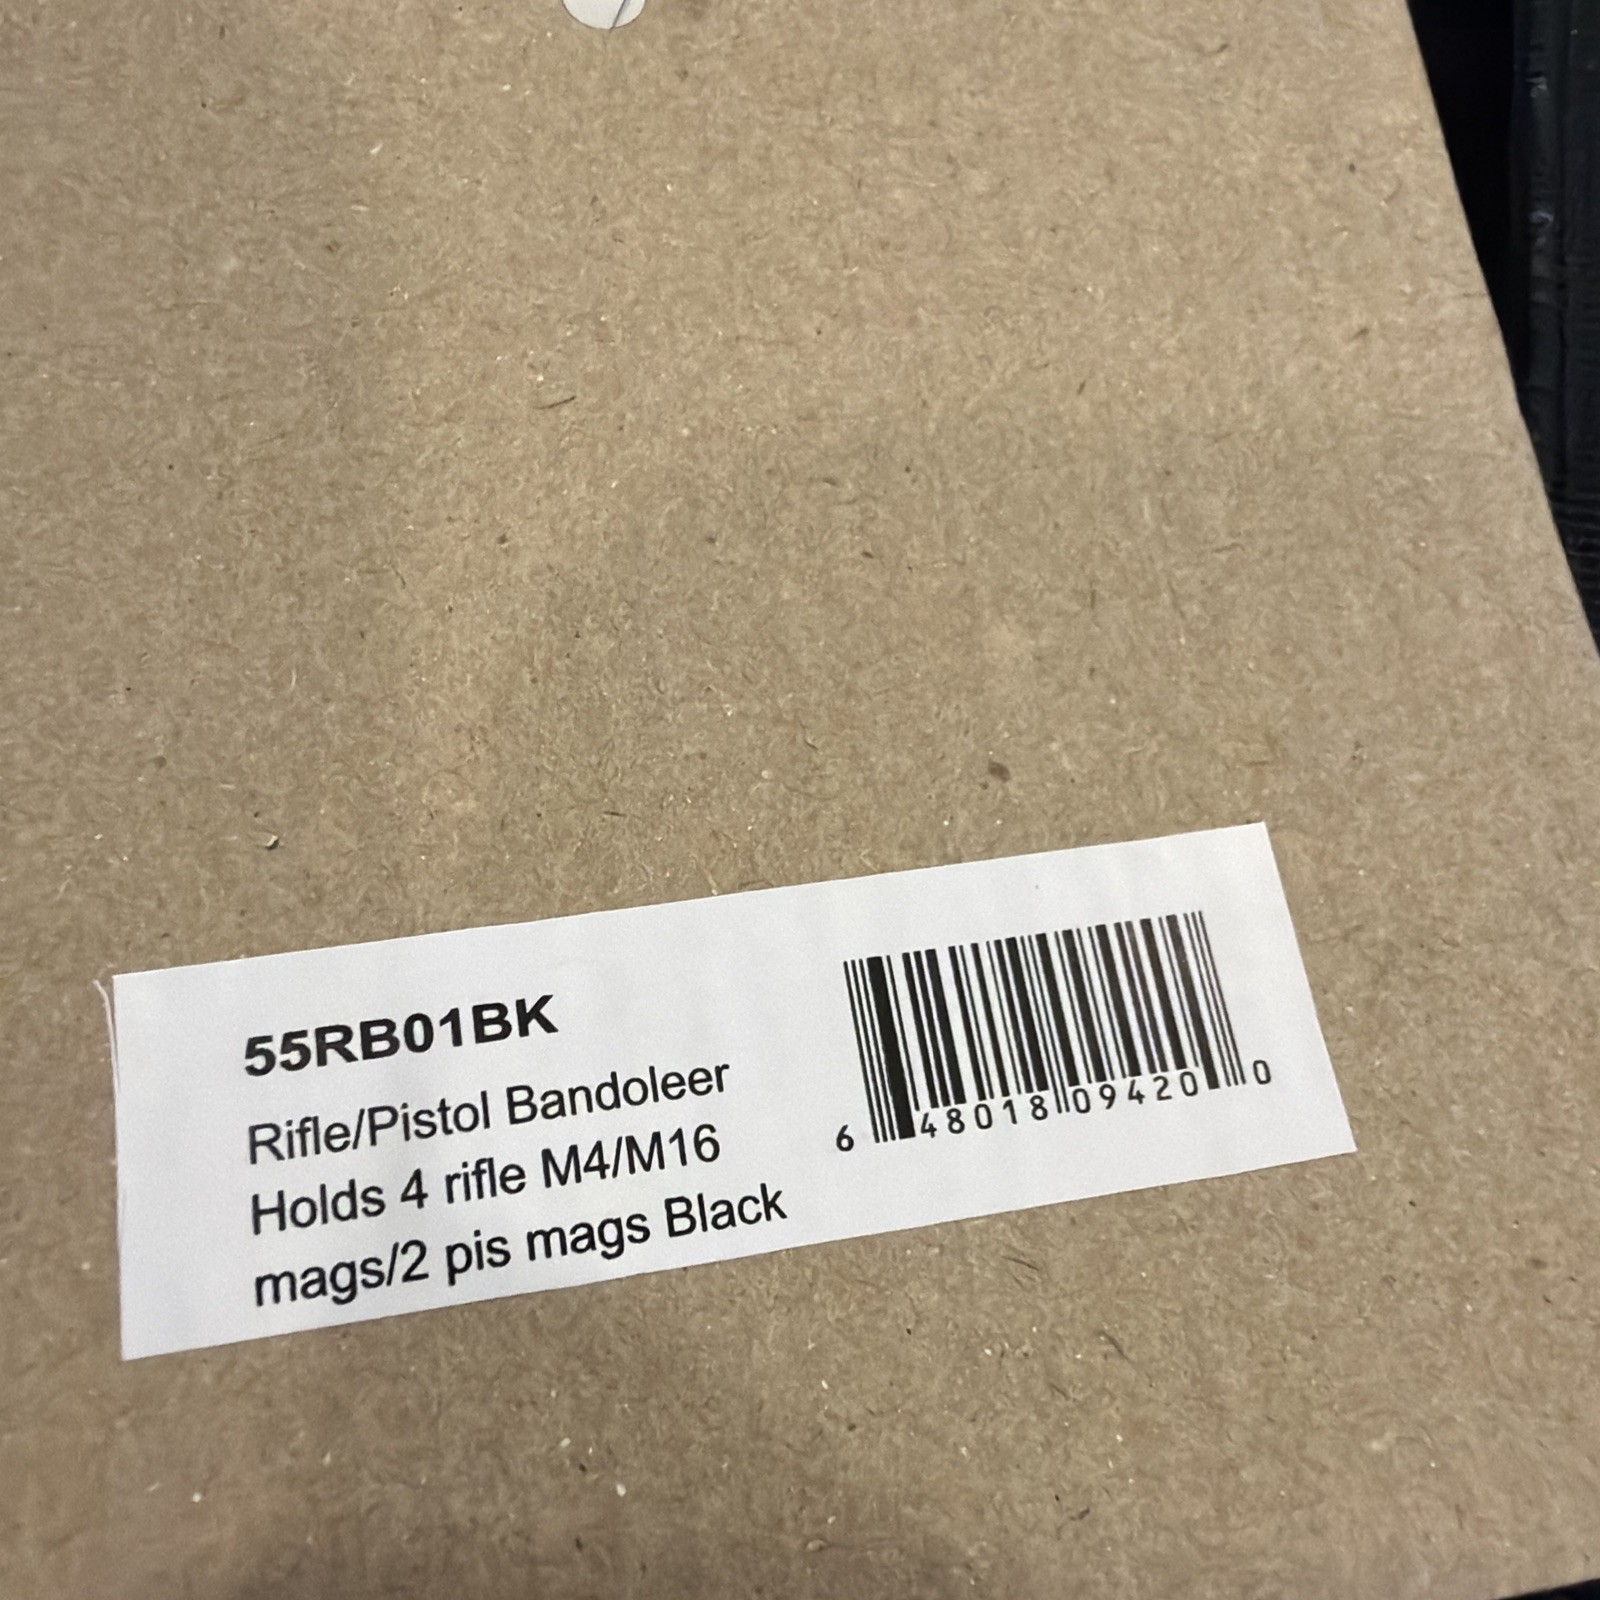 55RB01BK
Rifle/Pistol Bandoleer
Holds 4 rifle M4/M16
mags/2 pis mags Black
6 48018 09420 0